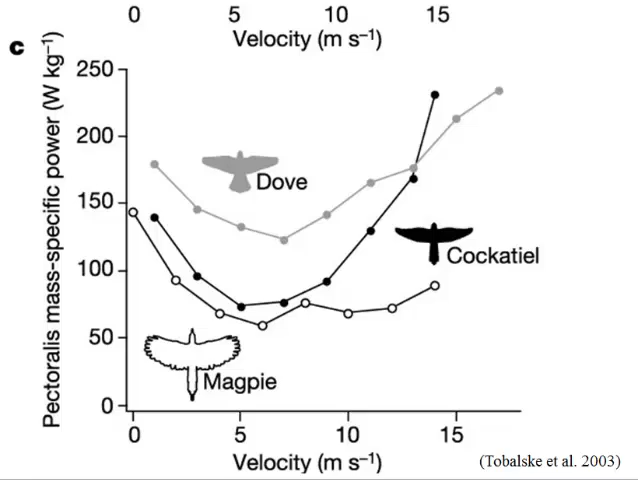 0 5 10 15
Velocity (m s⁻¹)
c
Pectoralis mass-specific power (W kg⁻¹)
250
200
150
100
50
0
Dove
Cockatiel
Magpie
0 5 10 15
Velocity (m s⁻¹)
(Tobalske et al. 2003)